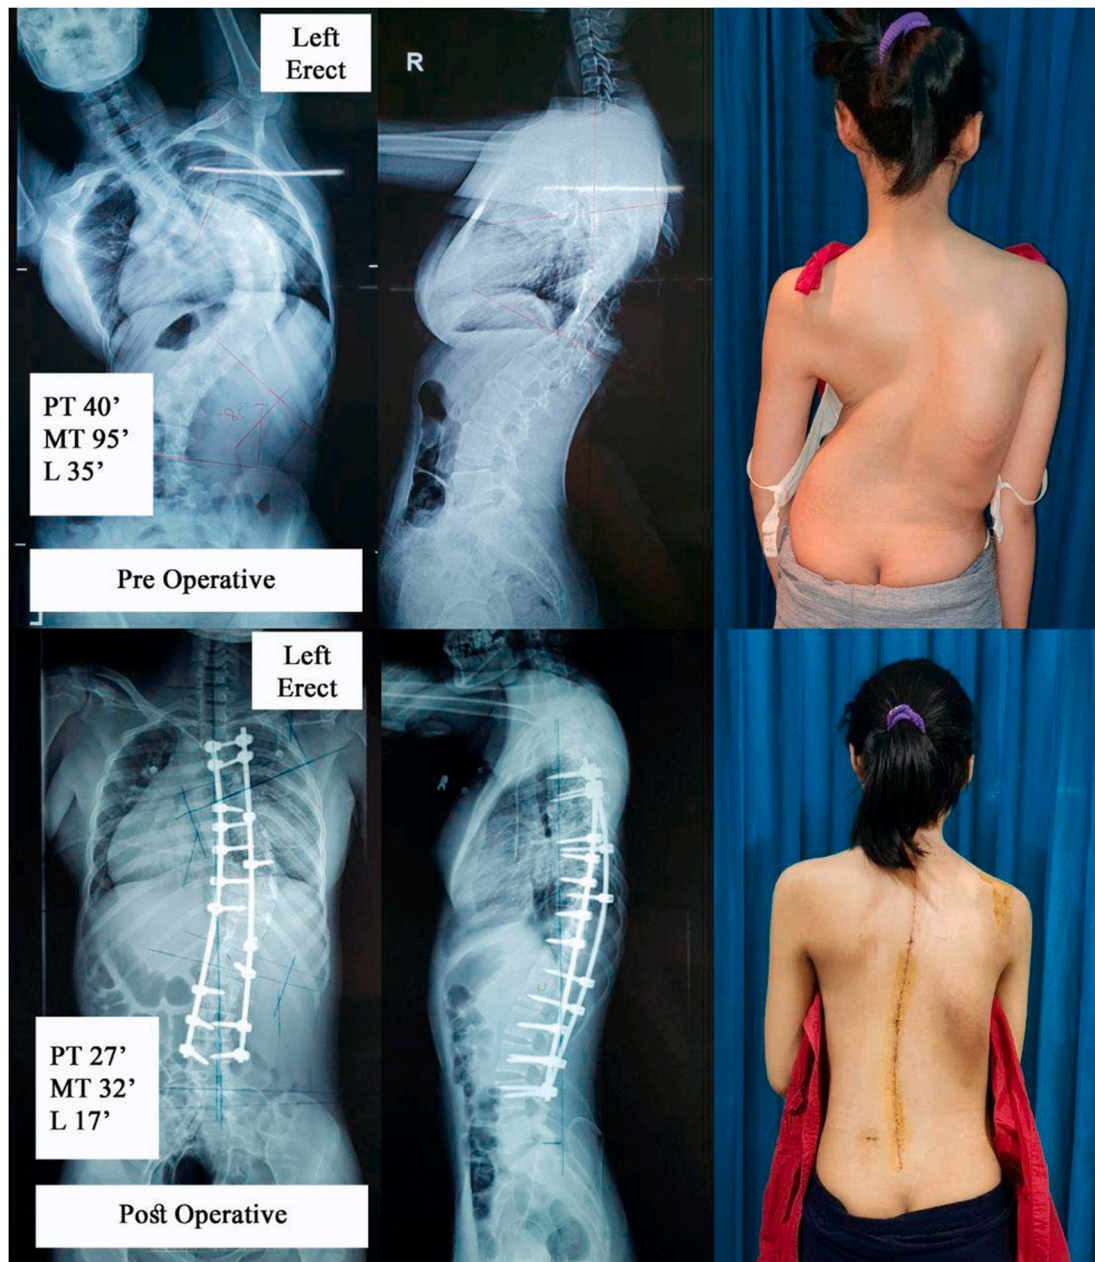 Left
Erect
R
PT 40’
MT 95’
L 35’
Pre Operative
Left
Erect
PT 27’
MT 32’
L 17’
Post Operative